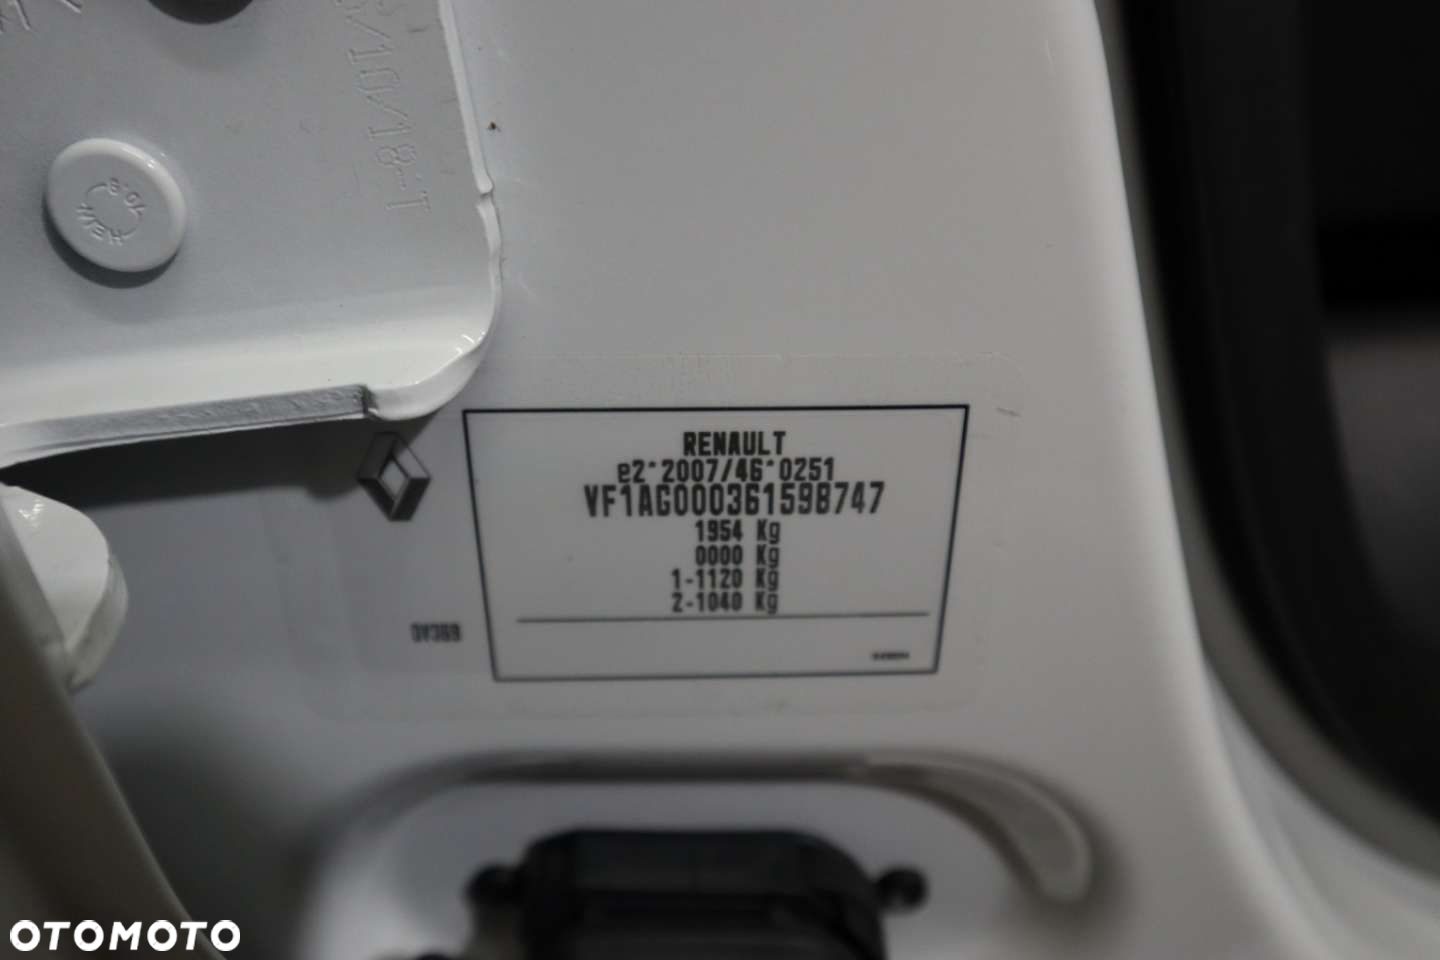 RENAULT
e2*2007/46*0251
VF1AG000361598747
1954 Kg
0000 Kg
1-1120 Kg
2-1040 Kg
OTOMOTO